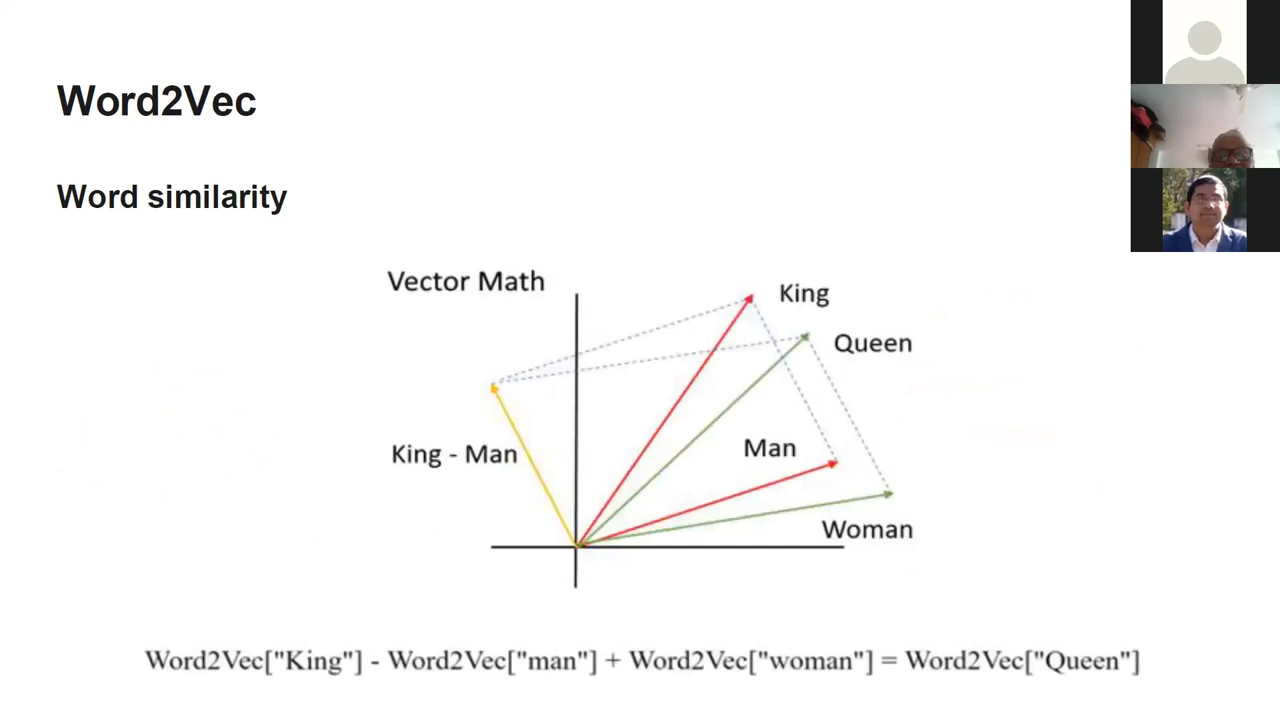 Word2Vec
Word similarity
Vector Math
King
Queen
King - Man
Man
Woman
Word2Vec["King"] - Word2Vec["man"] + Word2Vec["woman"] = Word2Vec["Queen"]